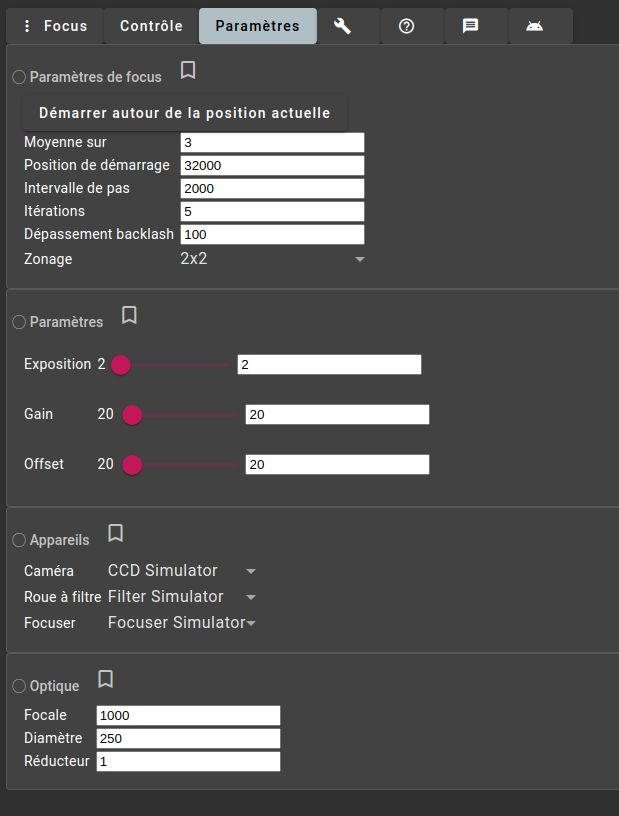 Focus Contrôle Paramètres
Paramètres de focus
Démarrer autour de la position actuelle
Moyenne sur 3
Position de démarrage 32000
Intervalle de pas 2000
Itérations 5
Dépassement backlash 100
Zonage 2x2
Paramètres
Exposition 2 2
Gain 20 20
Offset 20 20
Appareils
Caméra CCD Simulator
Roue à filtre Filter Simulator
Focuser Focuser Simulator
Optique
Focale 1000
Diamètre 250
Réducteur 1